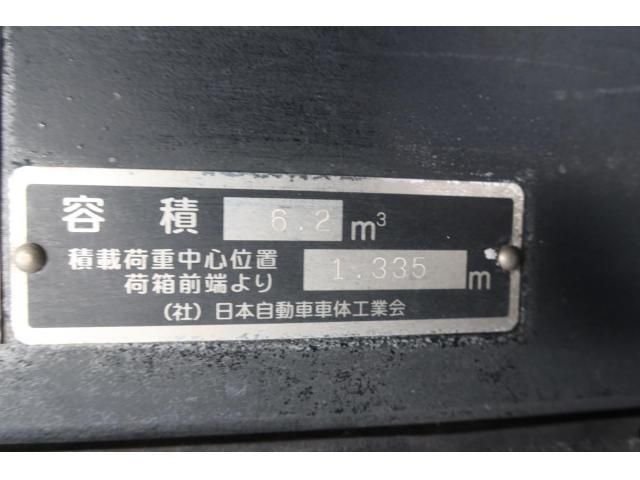 容積 6.2 m³
積載荷重中心位置
荷箱前端より 1.335 m
(社)日本自動車車体工業会